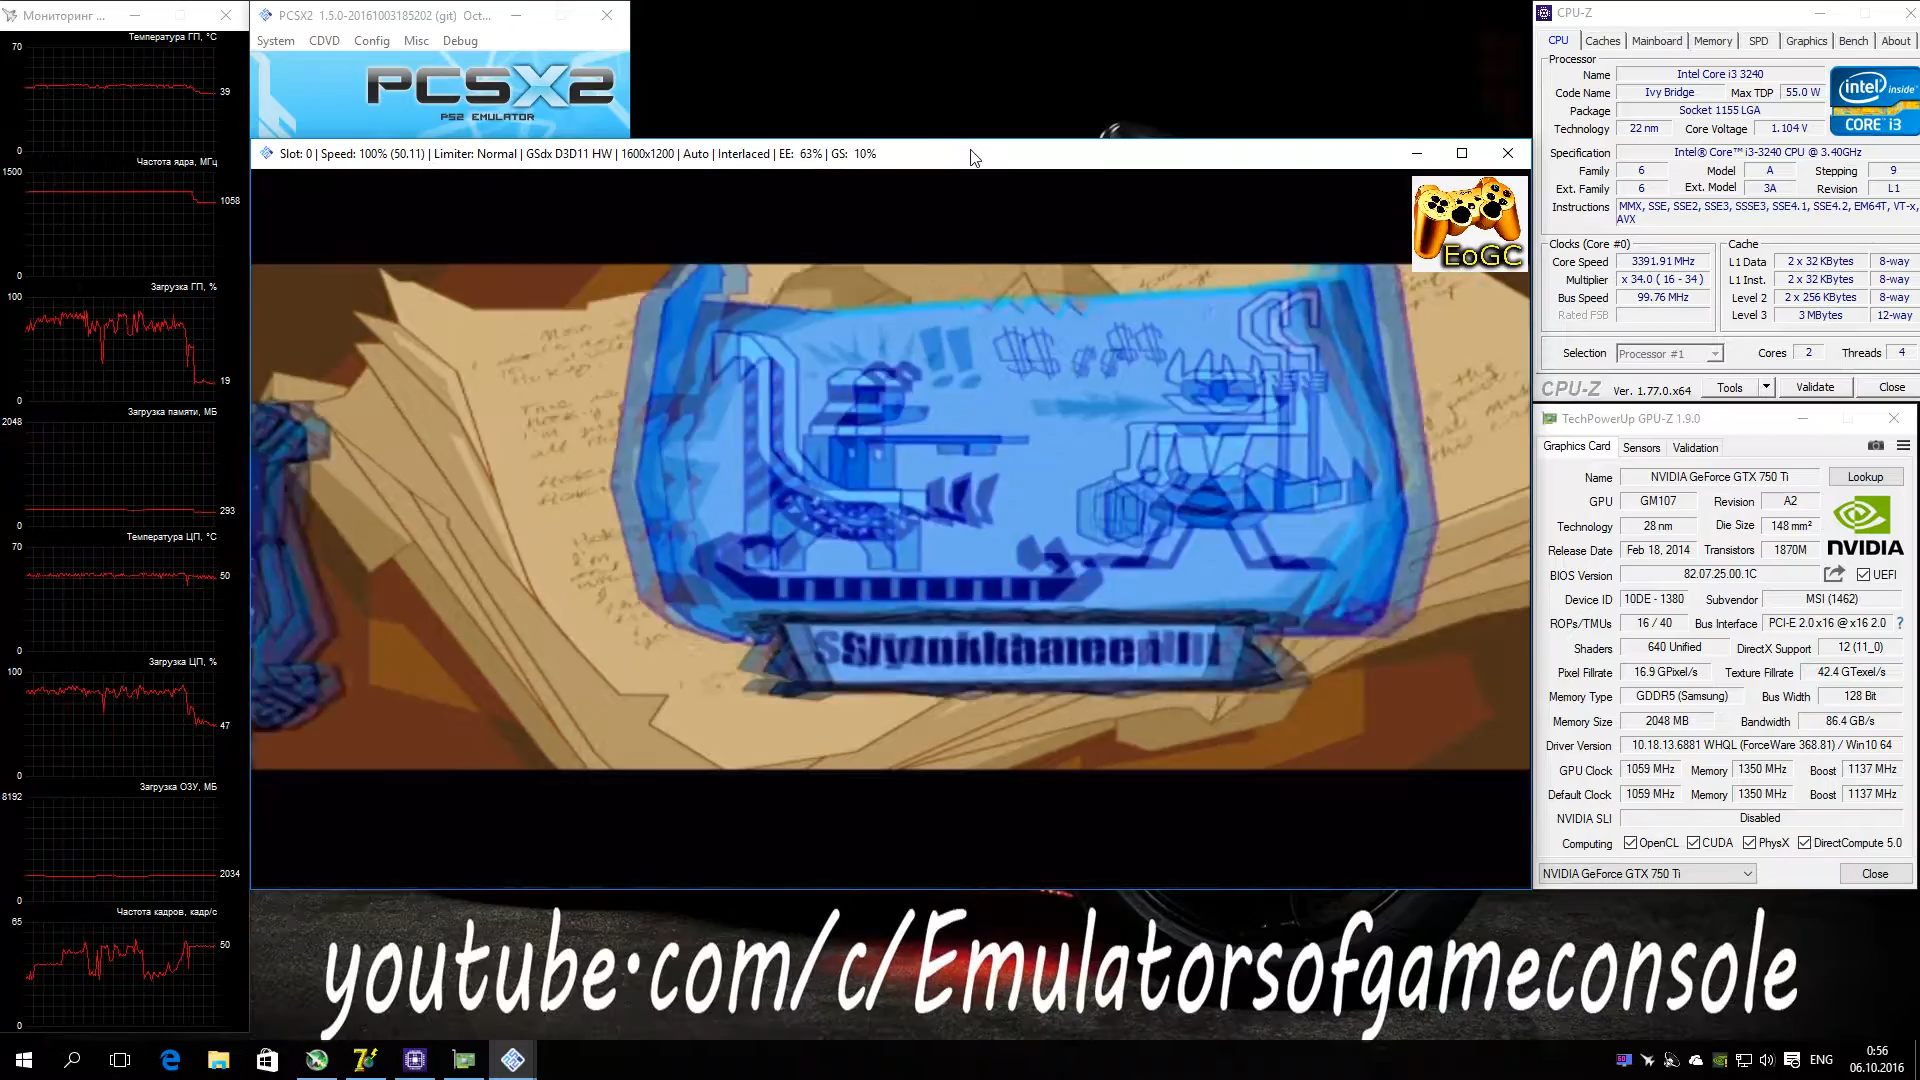 Мониторинг ...
Температура ГП, °C
70
39
0
Частота ядра, МГц
1500
1058
0
Загрузка ГП, %
100
19
0
Загрузка памяти, МБ
2048
293
0
Температура ЦП, °C
70
50
0
Загрузка ЦП, %
100
47
0
Загрузка ОЗУ, МБ
8192
2034
0
Частота кадров, кадр/с
65
50
0
PCSX2 1.5.0-20161003185202 (git) Oct...
System CDVD Config Misc Debug
PCSX2
PS2 EMULATOR
Slot: 0 | Speed: 100% (50.11) | Limiter: Normal | GSdx D3D11 HW | 1600x1200 | Auto | Interlaced | EE: 63% | GS: 10%
EoGC
!!
$$ $ $$
CPU-Z
CPU Caches Mainboard Memory SPD Graphics Bench About
Processor
Name Intel Core i3 3240
Code Name Ivy Bridge Max TDP 55.0 W
Package Socket 1155 LGA
Technology 22 nm Core Voltage 1.104 V
intel inside
CORE i3
Specification Intel® Core™ i3-3240 CPU @ 3.40GHz
Family 6 Model A Stepping 9
Ext. Family 6 Ext. Model 3A Revision L1
Instructions MMX, SSE, SSE2, SSE3, SSSE3, SSE4.1, SSE4.2, EM64T, VT-x,
AVX
Clocks (Core #0)
Core Speed 3391.91 MHz
Multiplier x 34.0 ( 16 - 34 )
Bus Speed 99.76 MHz
Rated FSB
Cache
L1 Data 2 x 32 KBytes 8-way
L1 Inst. 2 x 32 KBytes 8-way
Level 2 2 x 256 KBytes 8-way
Level 3 3 MBytes 12-way
Selection Processor #1 Cores 2 Threads 4
CPU-Z Ver. 1.77.0.x64 Tools Validate Close
TechPowerUp GPU-Z 1.9.0
Graphics Card Sensors Validation
Name NVIDIA GeForce GTX 750 Ti Lookup
GPU GM107 Revision A2
Technology 28 nm Die Size 148 mm²
Release Date Feb 18, 2014 Transistors 1870M
NVIDIA
BIOS Version 82.07.25.00.1C UEFI
Device ID 10DE - 1380 Subvendor MSI (1462)
ROPs/TMUs 16 / 40 Bus Interface PCI-E 2.0 x16 @ x16 2.0 ?
Shaders 640 Unified DirectX Support 12 (11_0)
Pixel Fillrate 16.9 GPixel/s Texture Fillrate 42.4 GTexel/s
Memory Type GDDR5 (Samsung) Bus Width 128 Bit
Memory Size 2048 MB Bandwidth 86.4 GB/s
Driver Version 10.18.13.6881 WHQL (ForceWare 368.81) / Win10 64
GPU Clock 1059 MHz Memory 1350 MHz Boost 1137 MHz
Default Clock 1059 MHz Memory 1350 MHz Boost 1137 MHz
NVIDIA SLI Disabled
Computing OpenCL CUDA PhysX DirectCompute 5.0
NVIDIA GeForce GTX 750 Ti Close
youtube.com/c/Emulatorsofgameconsole
ENG
0:56
06.10.2016